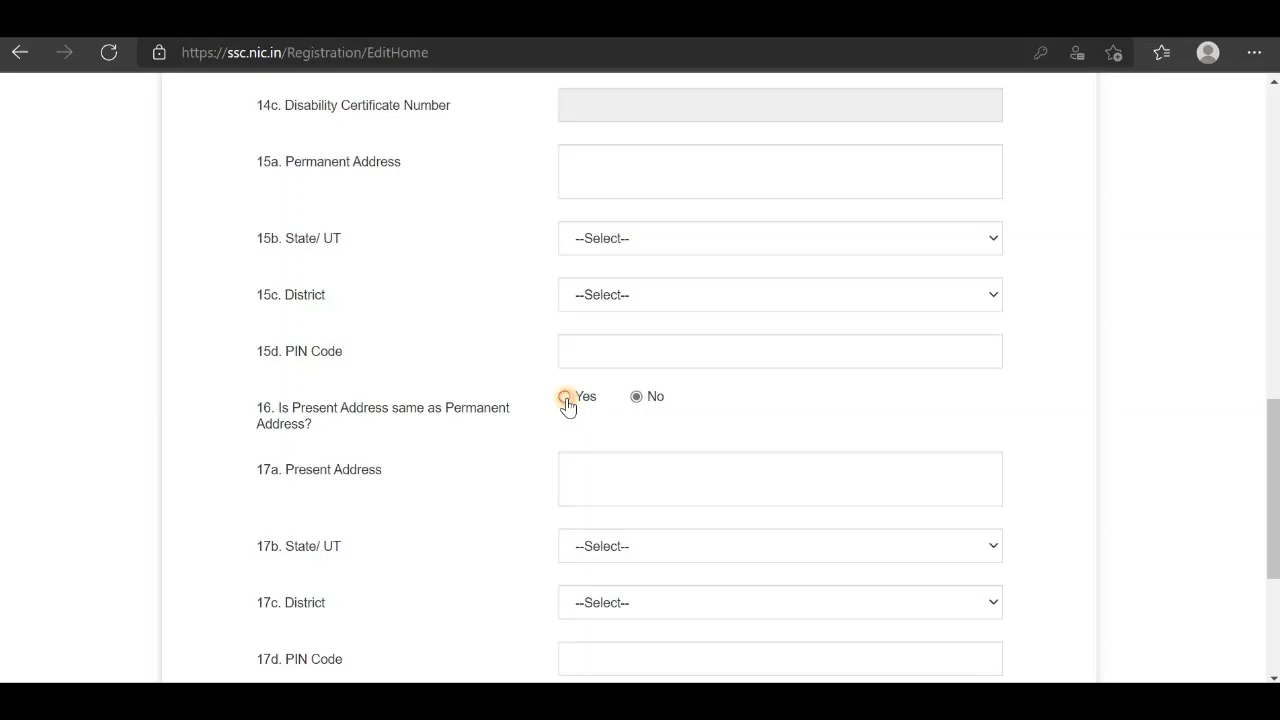 https://ssc.nic.in/Registration/EditHome
14c. Disability Certificate Number
15a. Permanent Address
15b. State/ UT
--Select--
15c. District
--Select--
15d. PIN Code
Yes
No
16. Is Present Address same as Permanent
Address?
17a. Present Address
17b. State/ UT
--Select--
17c. District
--Select--
17d. PIN Code